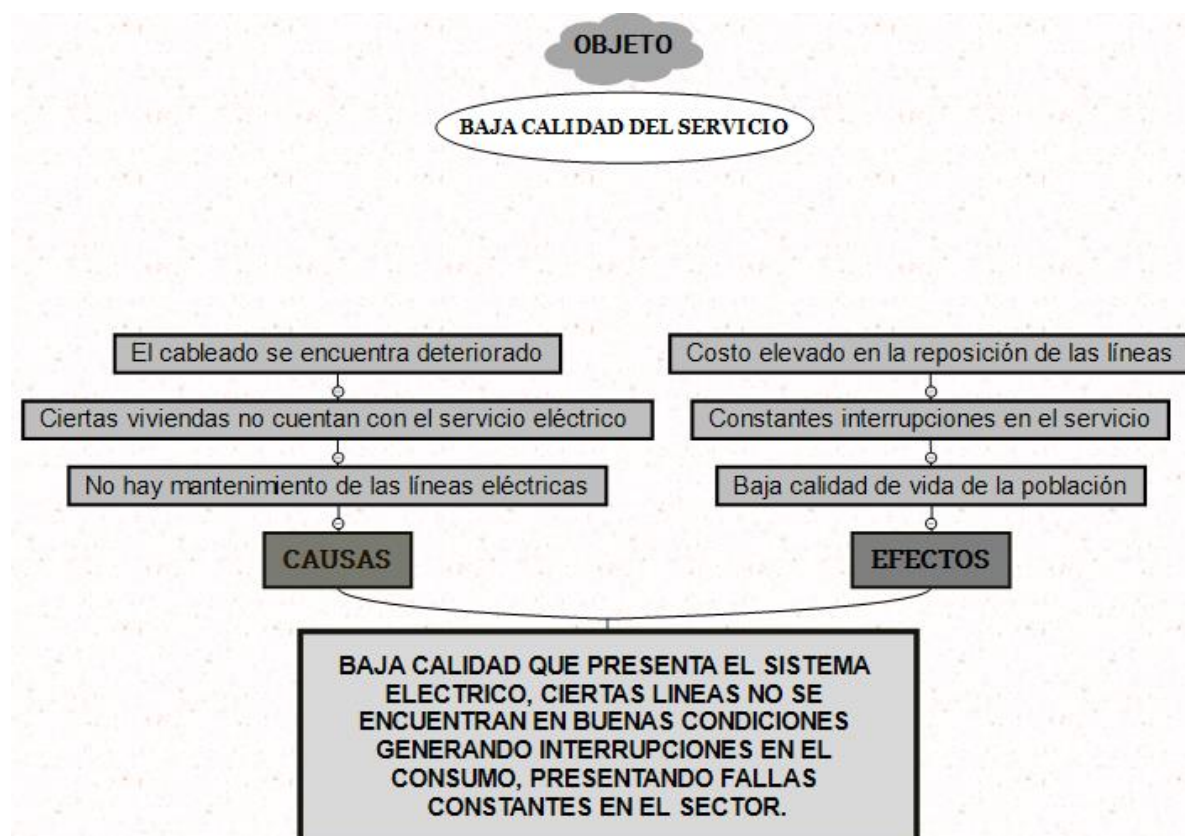 OBJETO
BAJA CALIDAD DEL SERVICIO
El cableado se encuentra deteriorado
Ciertas viviendas no cuentan con el servicio eléctrico
No hay mantenimiento de las líneas eléctricas
CAUSAS
Costo elevado en la reposición de las líneas
Constantes interrupciones en el servicio
Baja calidad de vida de la población
EFECTOS
BAJA CALIDAD QUE PRESENTA EL SISTEMA
ELECTRICO, CIERTAS LINEAS NO SE
ENCUENTRAN EN BUENAS CONDICIONES
GENERANDO INTERRUPCIONES EN EL
CONSUMO, PRESENTANDO FALLAS
CONSTANTES EN EL SECTOR.